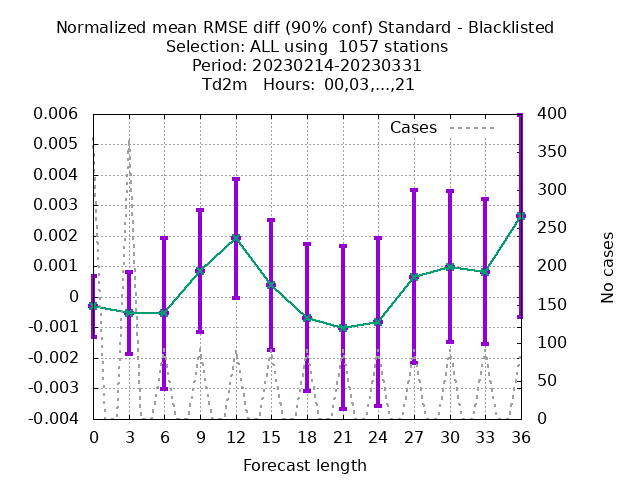 Normalized mean RMSE diff (90% conf) Standard - Blacklisted
Selection: ALL using  1057 stations
Period: 20230214-20230331
Td2m   Hours:  00,03,...,21
Cases
0.006
0.005
0.004
0.003
0.002
0.001
0
-0.001
-0.002
-0.003
-0.004
400
350
300
250
200
150
100
50
0
No cases
0 3 6 9 12 15 18 21 24 27 30 33 36
Forecast length